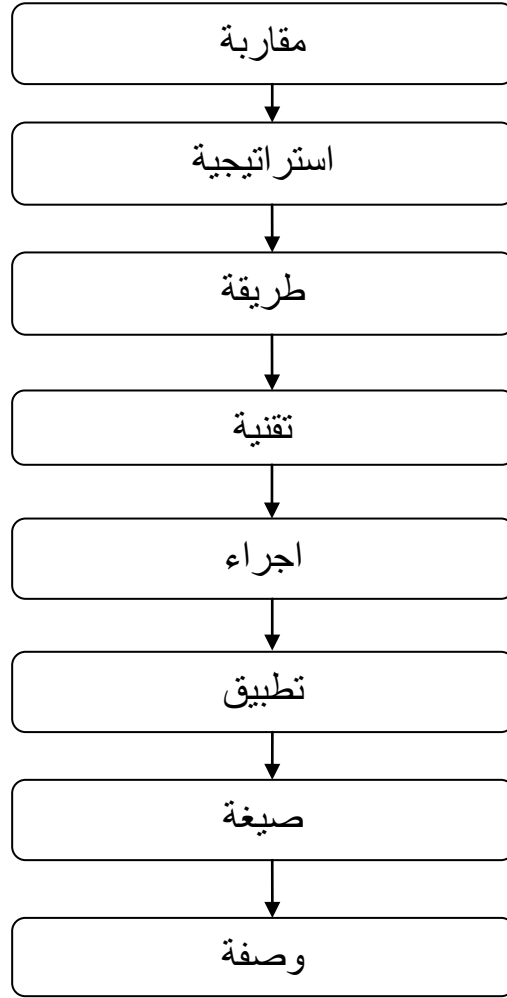 مقاربة
استراتيجية
طريقة
تقنية
اجراء
تطبيق
صيغة
وصفة